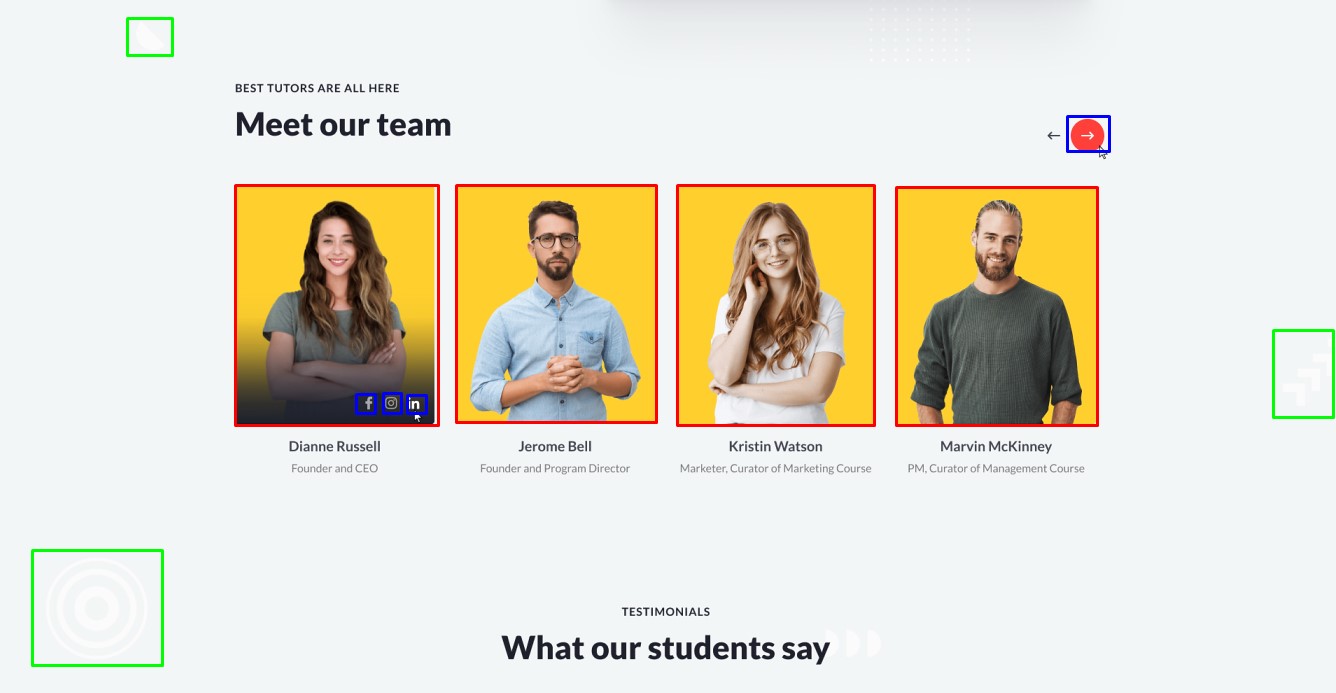 BEST TUTORS ARE ALL HERE
Meet our team
in
Dianne Russell
Founder and CEO
Jerome Bell
Founder and Program Director
Kristin Watson
Marketer, Curator of Marketing Course
Marvin McKinney
PM, Curator of Management Course
TESTIMONIALS
What our students say